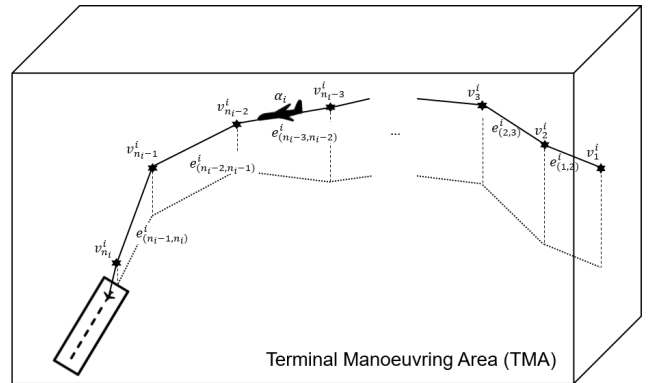 α_i
v^i_{n_i−3}
v^i_{n_i−2}
v^i_3
e^i_{(n_i−3,n_i−2)}
...
e^i_{(2,3)}
v^i_2
v^i_{n_i−1}
v^i_1
e^i_{(n_i−2,n_i−1)}
e^i_{(1,2)}
e^i_{(n_i−1,n_i)}
v^i_{n_i}
Terminal Manoeuvring Area (TMA)